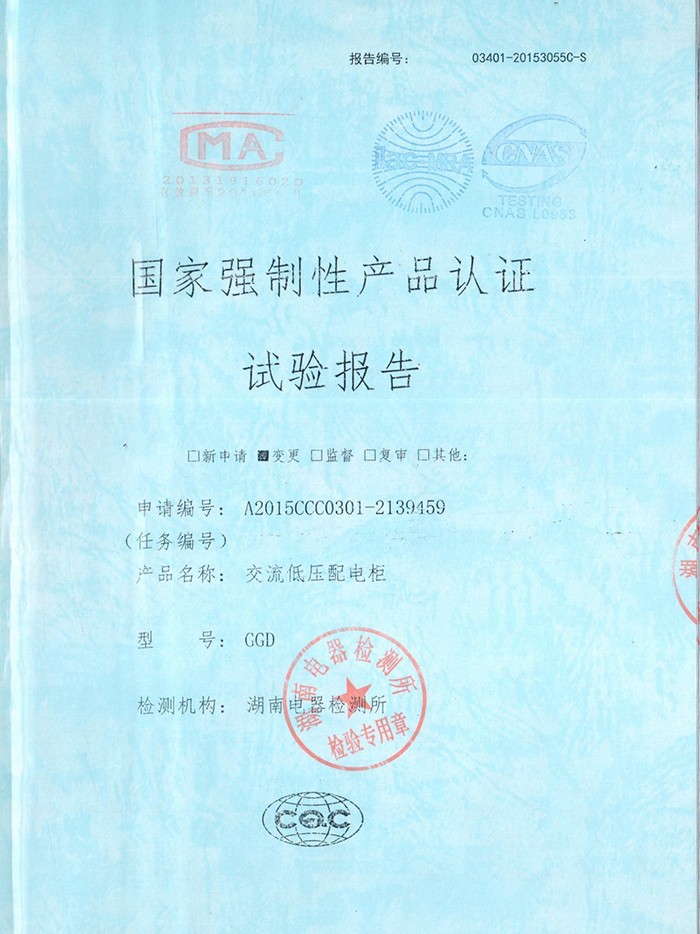 报告编号： 03401-20153055C-S
CMA
CNAS
TESTING
CNAS L0983
国家强制性产品认证
试验报告
□新申请 ■变更 □监督 □复审 □其他：
申请编号： A2015CCC0301-2139459
（任务编号）
产品名称： 交流低压配电柜
型 号： GGD
检测机构： 湖南电器检测所
湖南电器检测所
检验专用章
CQC